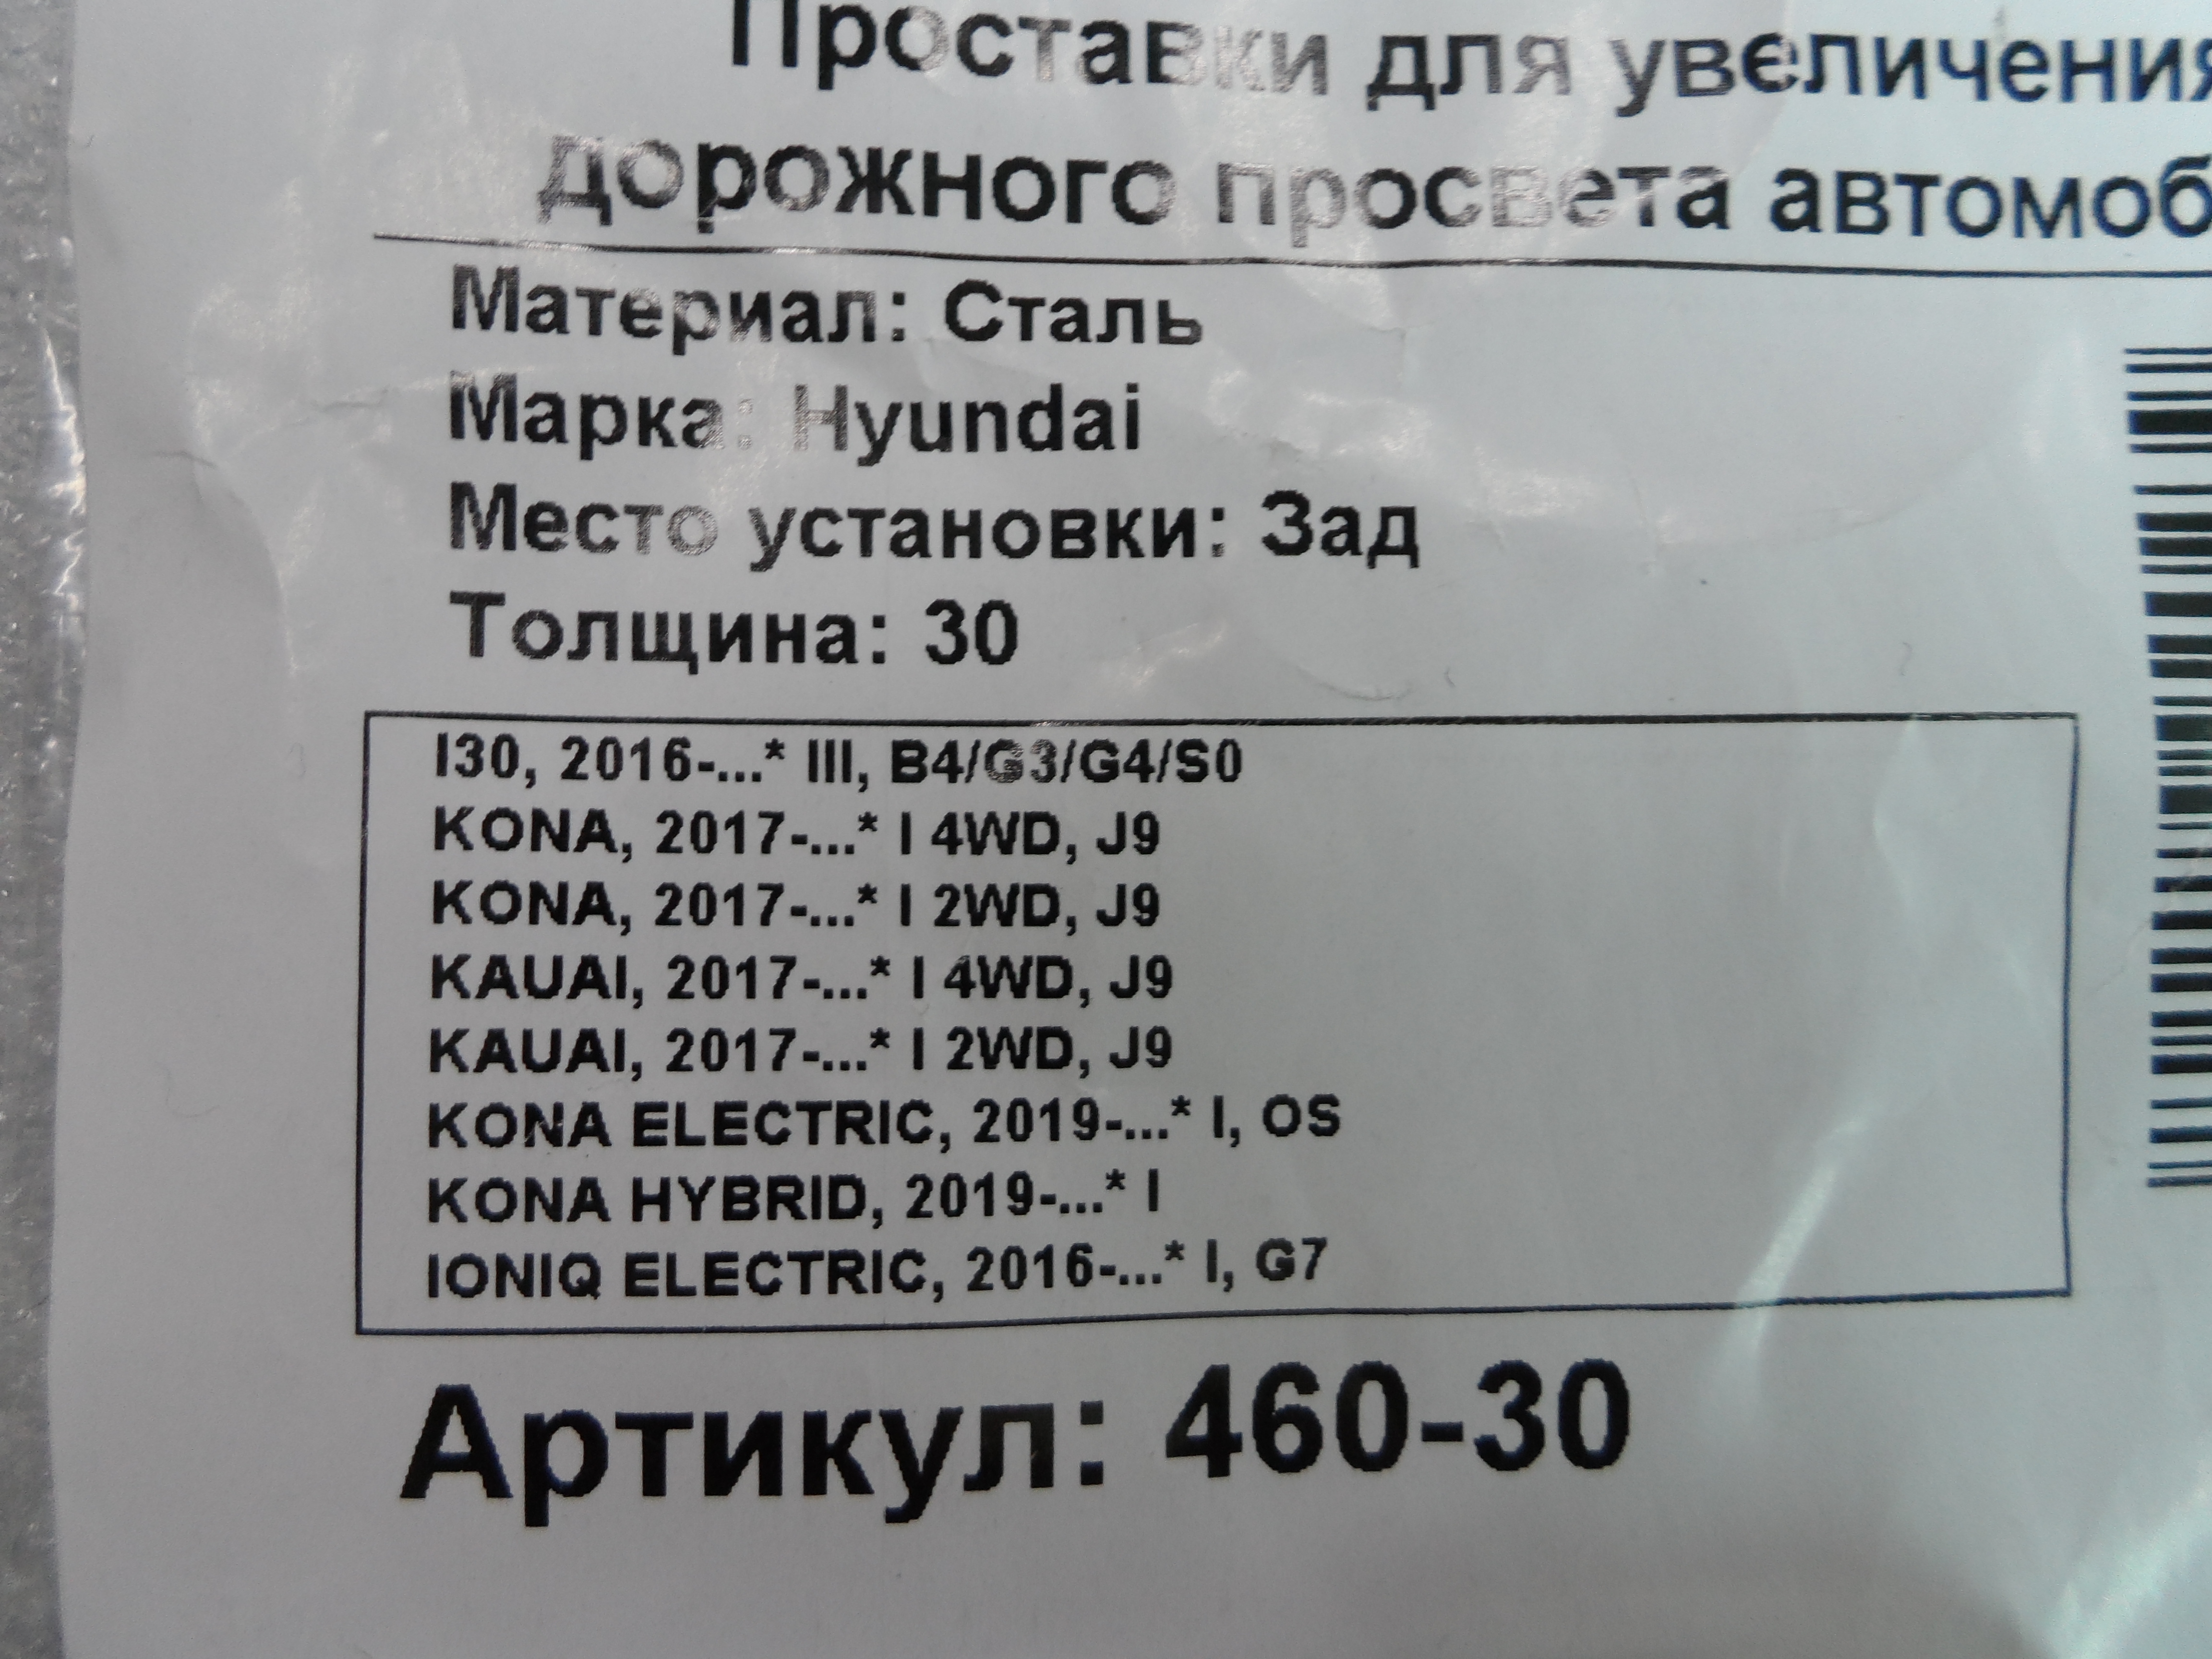 Проставки для увеличения
дорожного просвета автомоб
Материал: Сталь
Марка: Hyundai
Место установки: Зад
Толщина: 30
I30, 2016-...* III, B4/G3/G4/S0
KONA, 2017-...* I 4WD, J9
KONA, 2017-...* I 2WD, J9
KAUAI, 2017-...* I 4WD, J9
KAUAI, 2017-...* I 2WD, J9
KONA ELECTRIC, 2019-...* I, OS
KONA HYBRID, 2019-...* I
IONIQ ELECTRIC, 2016-...* I, G7
Артикул: 460-30